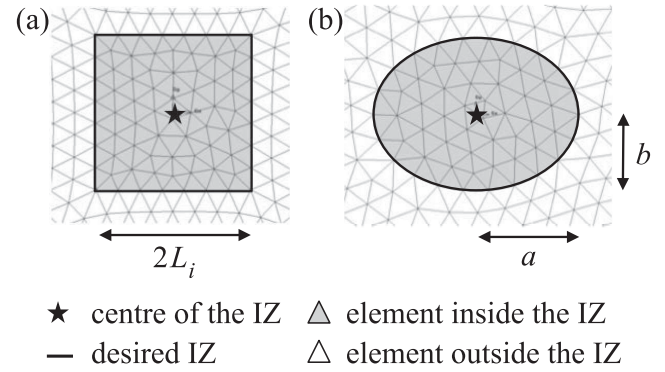 (a)
(b)
b
2L_i
a
★ centre of the IZ
△ element inside the IZ
— desired IZ
△ element outside the IZ